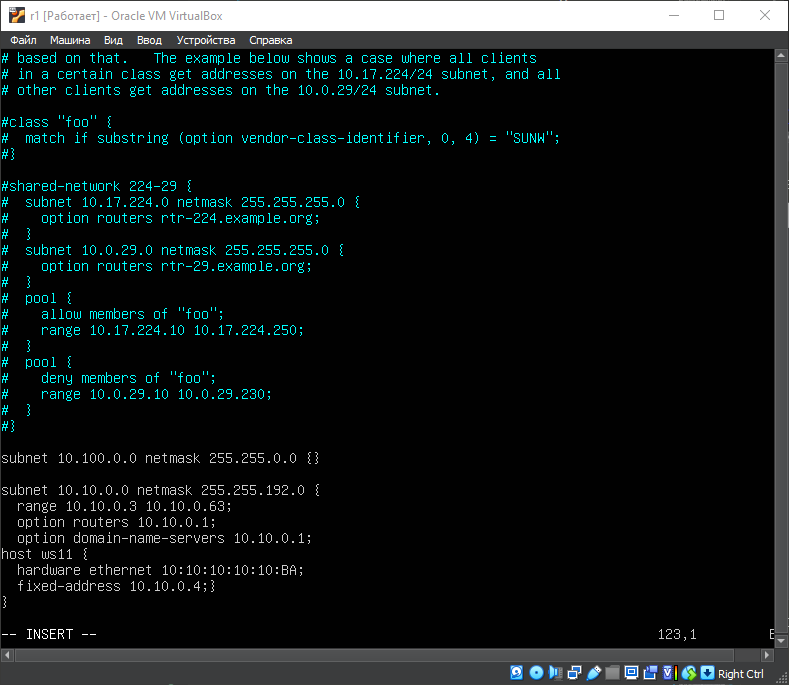 r1 [Работает] - Oracle VM VirtualBox
Файл Машина Вид Ввод Устройства Справка
# based on that.   The example below shows a case where all clients
# in a certain class get addresses on the 10.17.224/24 subnet, and all
# other clients get addresses on the 10.0.29/24 subnet.
#class "foo" {
#  match if substring (option vendor-class-identifier, 0, 4) = "SUNW";
#}
#shared-network 224-29 {
#  subnet 10.17.224.0 netmask 255.255.255.0 {
#    option routers rtr-224.example.org;
#  }
#  subnet 10.0.29.0 netmask 255.255.255.0 {
#    option routers rtr-29.example.org;
#  }
#  pool {
#    allow members of "foo";
#    range 10.17.224.10 10.17.224.250;
#  }
#  pool {
#    deny members of "foo";
#    range 10.0.29.10 10.0.29.230;
#  }
#}
subnet 10.100.0.0 netmask 255.255.0.0 {}
subnet 10.10.0.0 netmask 255.255.192.0 {
  range 10.10.0.3 10.10.0.63;
  option routers 10.10.0.1;
  option domain-name-servers 10.10.0.1;
host ws11 {
  hardware ethernet 10:10:10:10:10:BA;
  fixed-address 10.10.0.4;}
}
-- INSERT -- 123,1
Right Ctrl